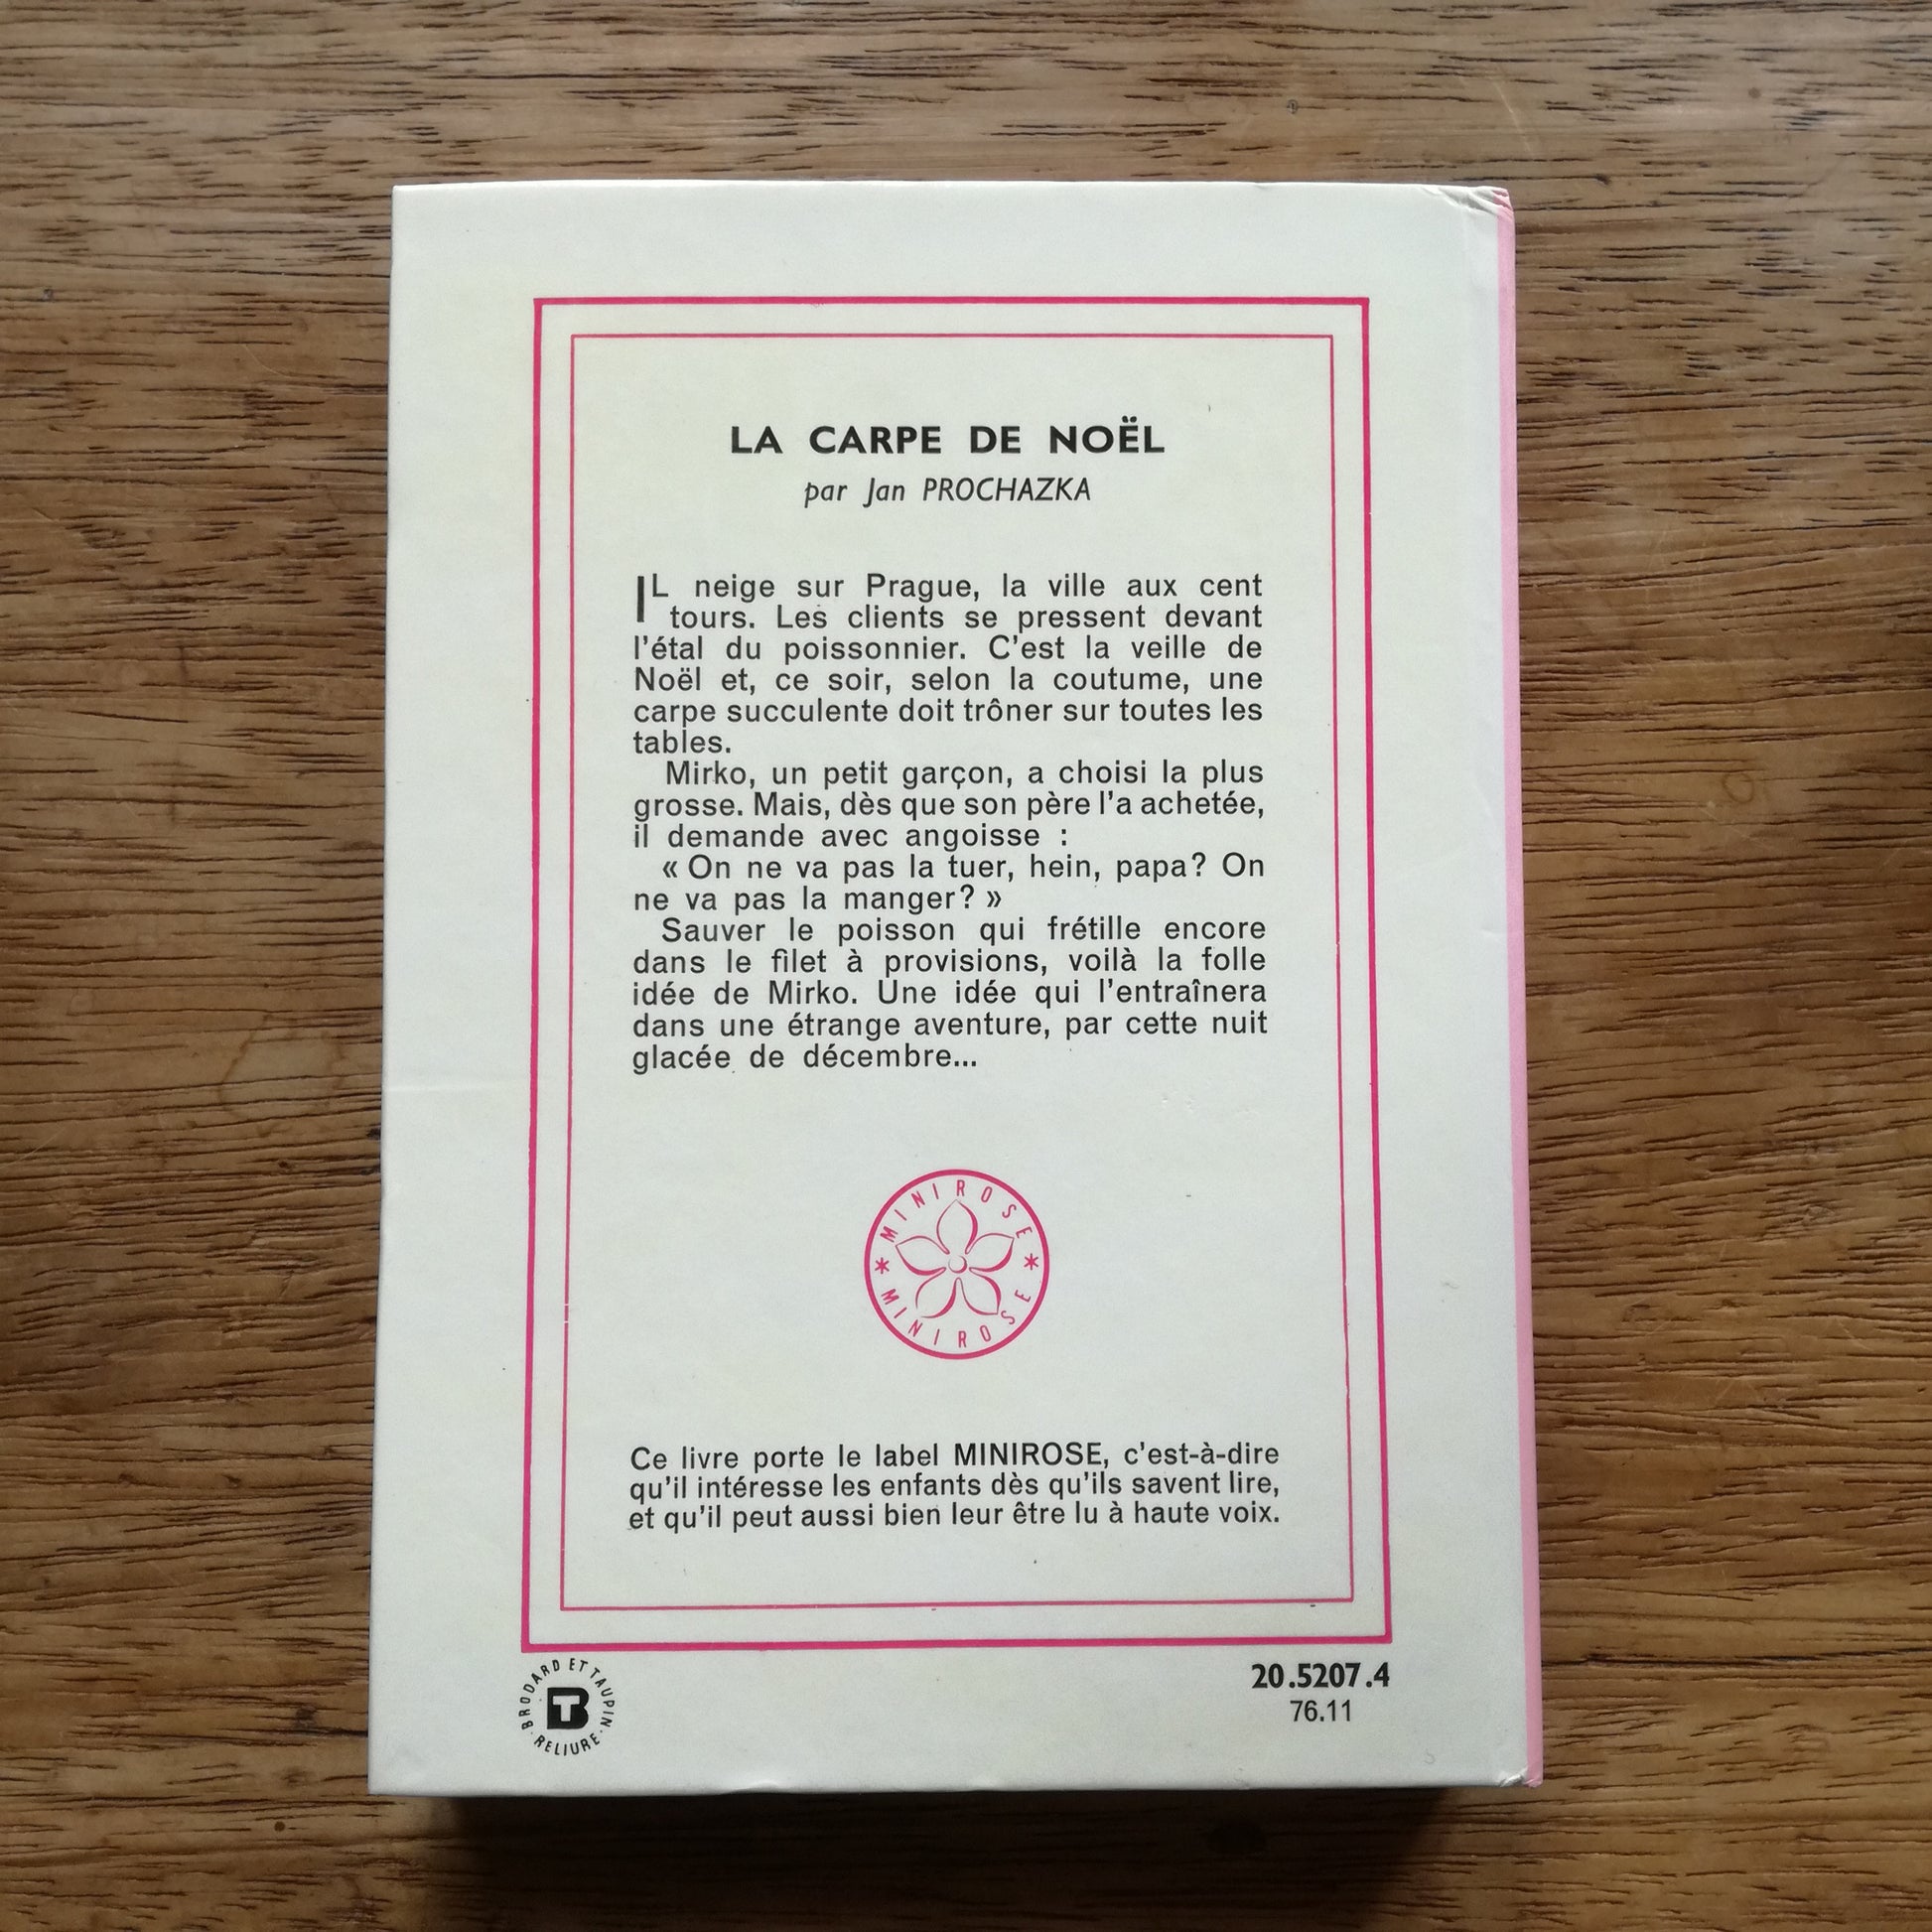 LA CARPE DE NOËL
par Jan PROCHAZKA
IL neige sur Prague, la ville aux cent
tours. Les clients se pressent devant
l'étal du poissonnier. C'est la veille de
Noël et, ce soir, selon la coutume, une
carpe succulente doit trôner sur toutes les
tables.
Mirko, un petit garçon, a choisi la plus
grosse. Mais, dès que son père l'a achetée,
il demande avec angoisse :
« On ne va pas la tuer, hein, papa? On
ne va pas la manger? »
Sauver le poisson qui frétille encore
dans le filet à provisions, voilà la folle
idée de Mirko. Une idée qui l'entraînera
dans une étrange aventure, par cette nuit
glacée de décembre...
MINIROSE
* *
MINIROSE
Ce livre porte le label MINIROSE, c'est-à-dire
qu'il intéresse les enfants dès qu'ils savent lire,
et qu'il peut aussi bien leur être lu à haute voix.
BRODARD ET TAUPIN
BT
· RELIURE ·
20.5207.4
76.11